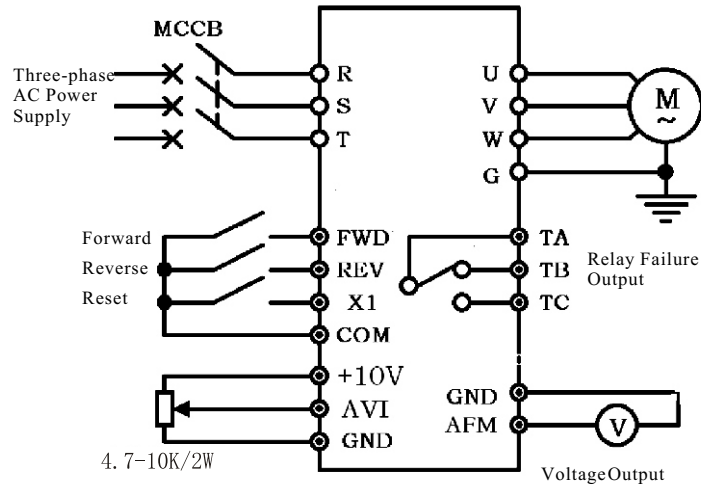 MCCB
Three-phase
AC Power
Supply
R
S
T
U
V
W
G
M
~
Forward
Reverse
Reset
FWD
REV
X1
COM
TA
TB
TC
Relay Failure
Output
+10V
AVI
GND
4.7-10K/2W
GND
AFM
V
VoltageOutput